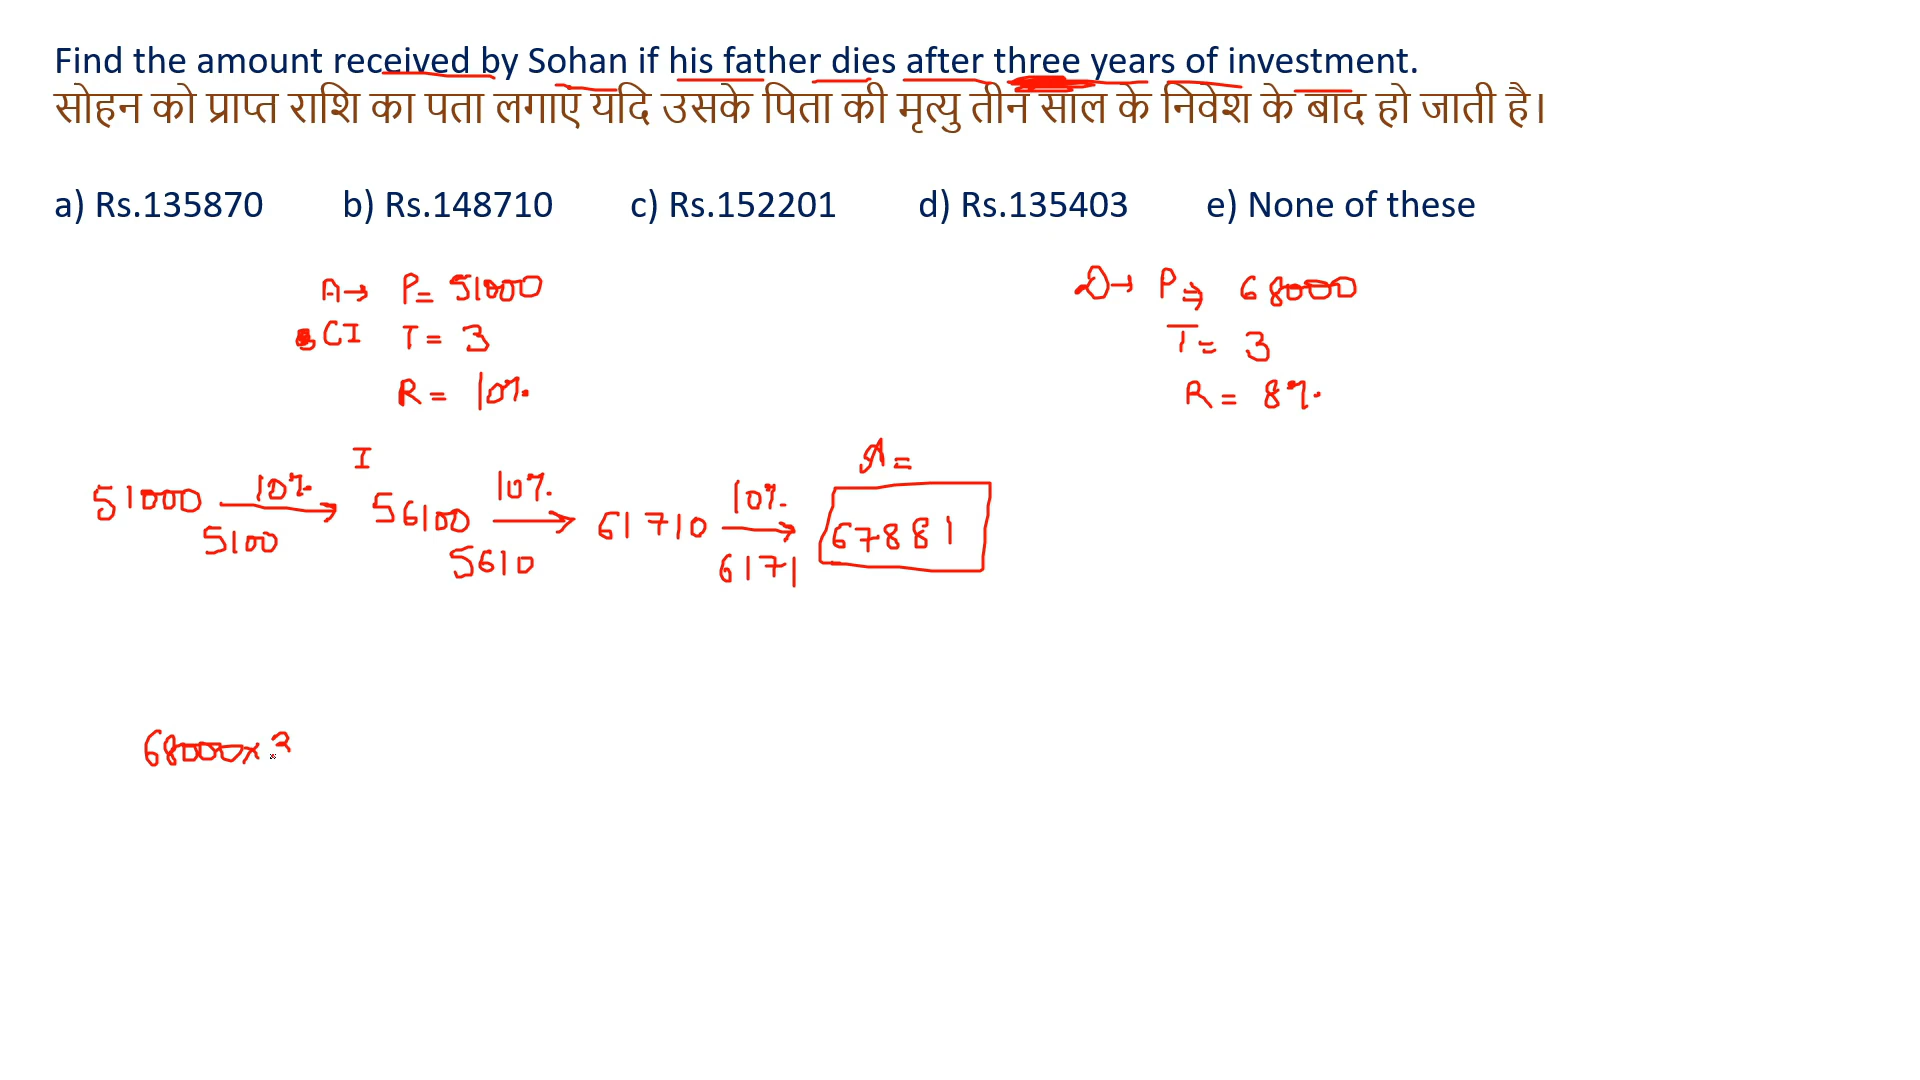 Find the amount received by Sohan if his father dies after three years of investment.
सोहन को प्राप्त राशि का पता लगाएं यदि उसके पिता की मृत्यु तीन साल के निवेश के बाद हो जाती है।
a) Rs.135870 b) Rs.148710 c) Rs.152201 d) Rs.135403 e) None of these
A→ P= 51000 D→ P⇒ 68000
CI T= 3 T= 3
R= 10% R= 8%
I A=
51000 10% → 56100 10% → 61710 10% → 67881
5100 5610 6171
68000×3